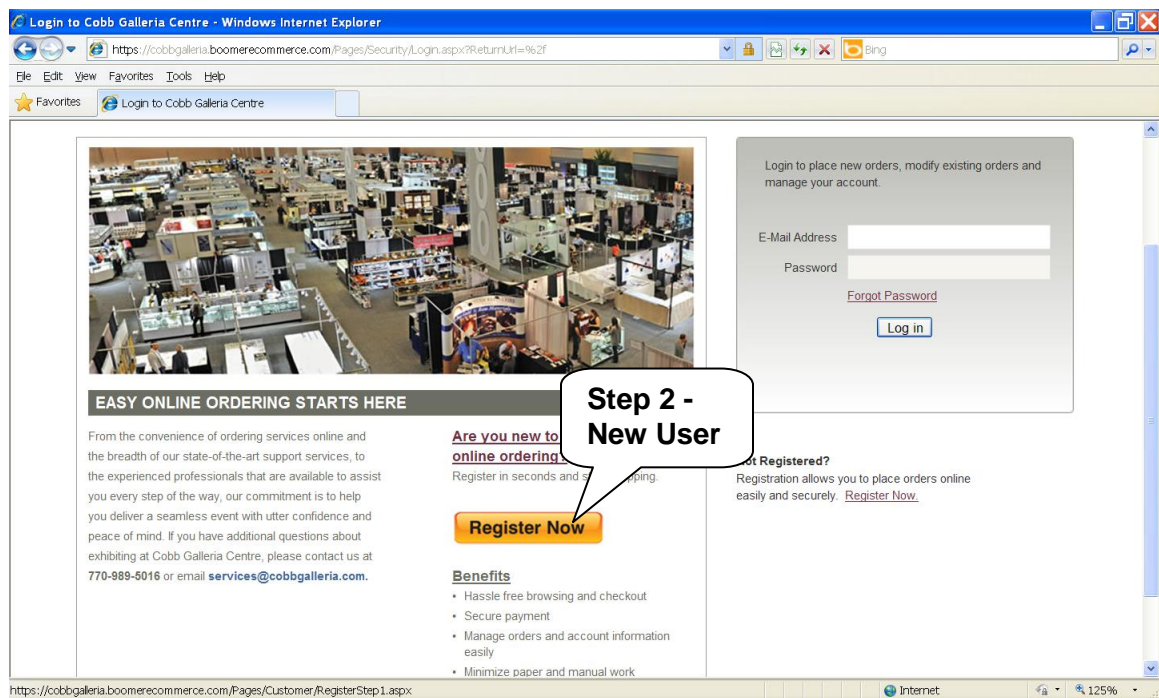 Login to Cobb Galleria Centre - Windows Internet Explorer
https://cobbgalleria.boomerecommerce.com/Pages/Security/Login.aspx?ReturnUrl=%2f
Bing
File Edit View Favorites Tools Help
Favorites
Login to Cobb Galleria Centre
Login to place new orders, modify existing orders and
manage your account.
E-Mail Address
Password
Forgot Password
Log in
Step 2 -
New User
EASY ONLINE ORDERING STARTS HERE
From the convenience of ordering services online and
the breadth of our state-of-the-art support services, to
the experienced professionals that are available to assist
you every step of the way, our commitment is to help
you deliver a seamless event with utter confidence and
peace of mind. If you have additional questions about
exhibiting at Cobb Galleria Centre, please contact us at
770-989-5016 or email services@cobbgalleria.com.
Are you new to
online ordering?
Register in seconds and shopping.
Register Now
Benefits
• Hassle free browsing and checkout
• Secure payment
• Manage orders and account information
easily
• Minimize paper and manual work
Not Registered?
Registration allows you to place orders online
easily and securely. Register Now.
https://cobbgalleria.boomerecommerce.com/Pages/Customer/RegisterStep1.aspx
Internet
125%